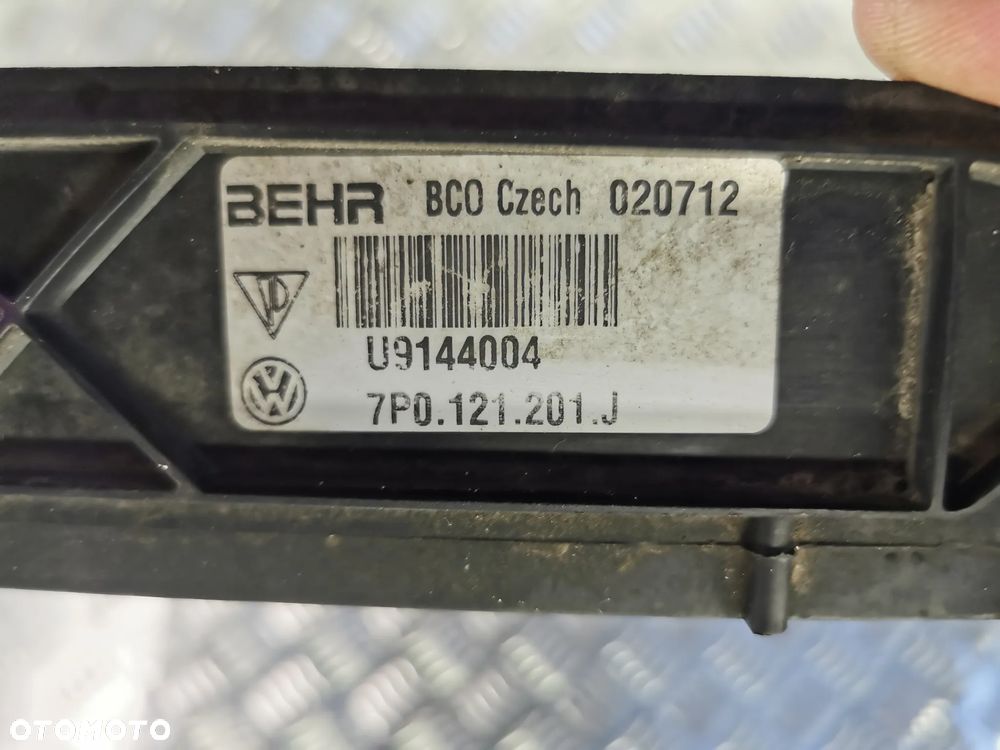 BEHR BCO Czech 020712
U9144004
7P0.121.201.J
OTOMOTO